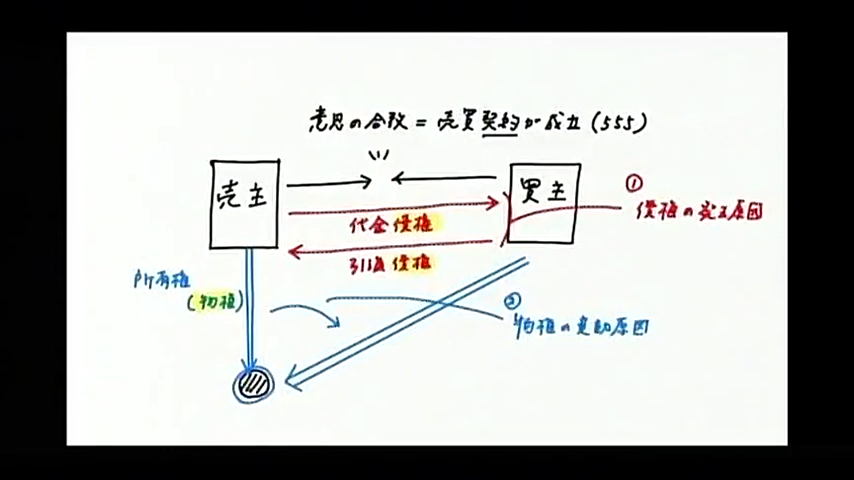 意思の合致 = 売買契約が成立 (555)
売主
買主
①
債権の発生原因
代金債権
引渡債権
所有権
(物権)
②
物権の変動原因